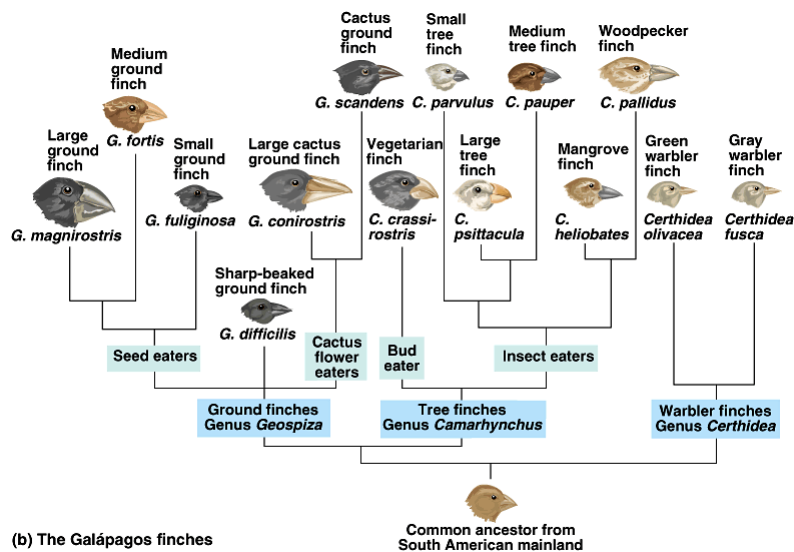 Cactus
ground
finch
G. scandens
Small
tree
finch
C. parvulus
Medium
tree finch
C. pauper
Woodpecker
finch
C. pallidus
Medium
ground
finch
G. fortis
Large
ground
finch
G. magnirostris
Small
ground
finch
G. fuliginosa
Large cactus
ground finch
G. conirostris
Vegetarian
finch
C. crassi-
rostris
Large
tree
finch
C.
psittacula
Mangrove
finch
C.
heliobates
Green
warbler
finch
Certhidea
olivacea
Gray
warbler
finch
Certhidea
fusca
Sharp-beaked
ground finch
G. difficilis
Seed eaters
Cactus
flower
eaters
Bud
eater
Insect eaters
Ground finches
Genus Geospiza
Tree finches
Genus Camarhynchus
Warbler finches
Genus Certhidea
Common ancestor from
South American mainland
(b) The Galápagos finches